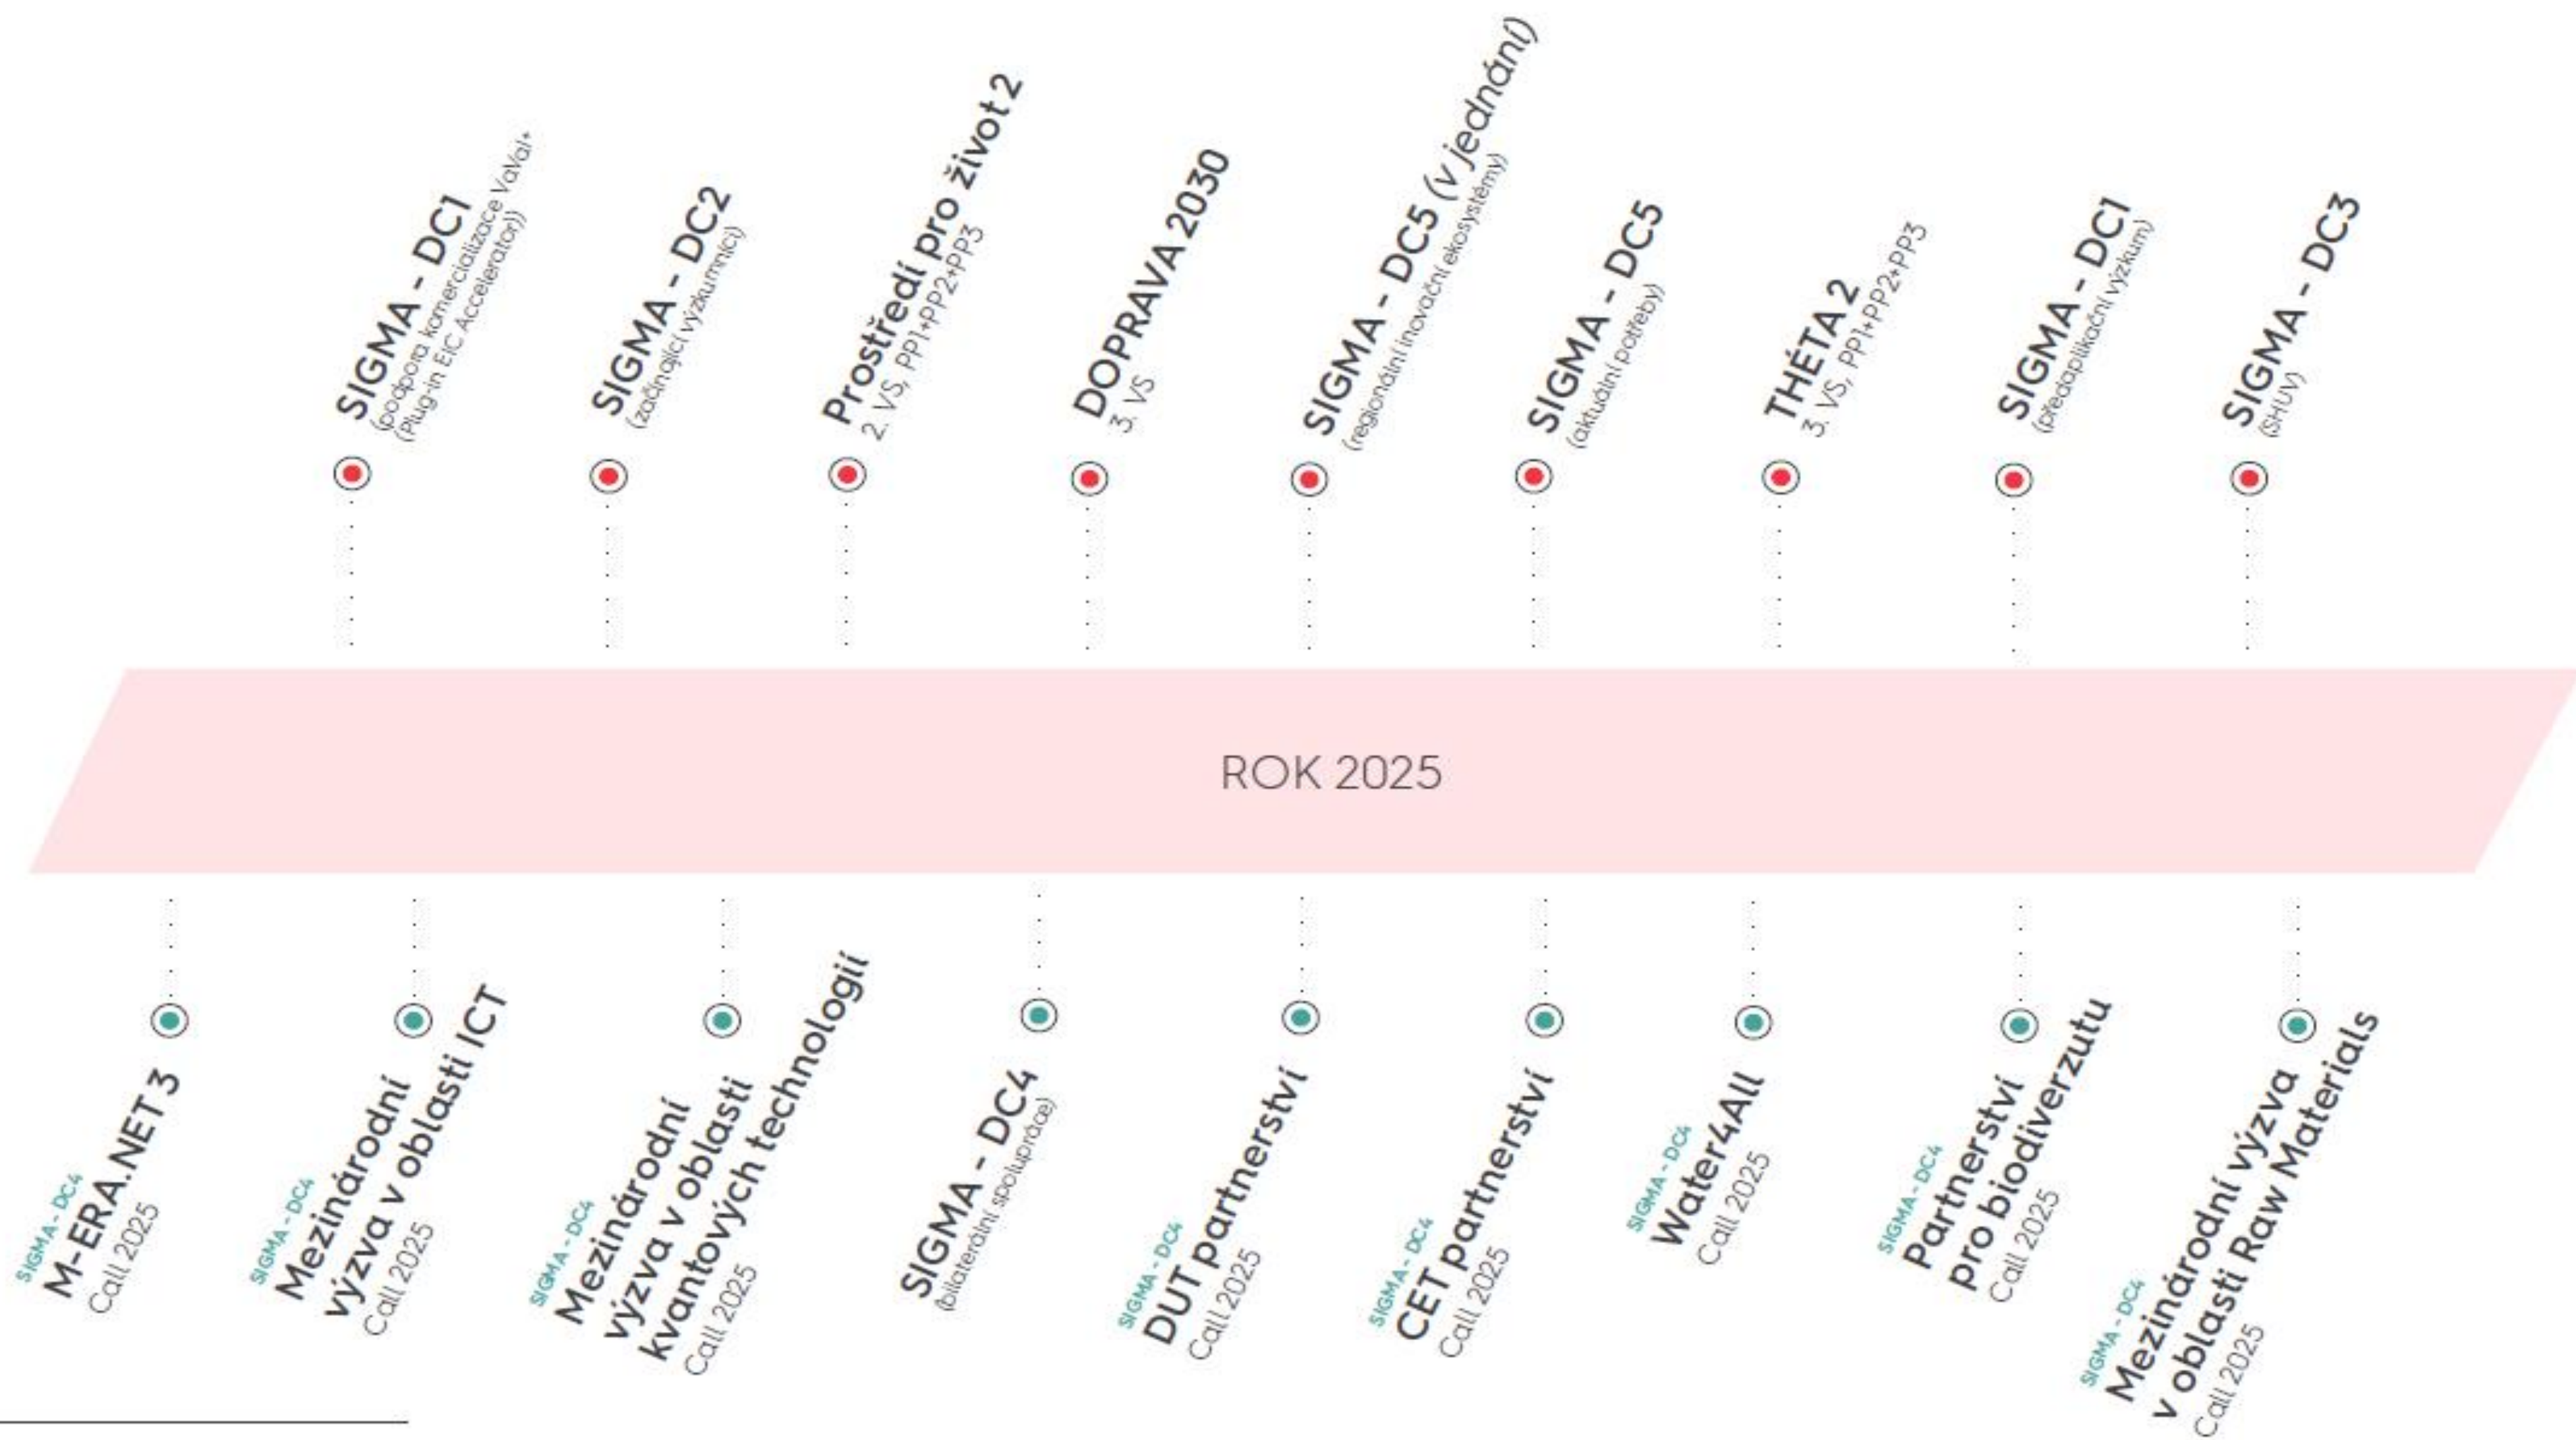 SIGMA - DC1
(podpora komercializace VaVaI+
(Plug-in EIC Accelerator))
SIGMA - DC2
(začínající výzkumníci)
Prostředí pro život 2
2. VS, PP1+PP2+PP3
DOPRAVA 2030
3. VS
SIGMA - DC5 (v jednání)
(regionální inovační ekosystémy)
SIGMA - DC5
(aktuální potřeby)
THÉTA 2
3. VS, PP1+PP2+PP3
SIGMA - DC1
(předaplikační výzkum)
SIGMA - DC3
(SHUV)
ROK 2025
SIGMA - DC4
M-ERA.NET 3
Call 2025
SIGMA - DC4
Mezinárodní
výzva v oblasti ICT
Call 2025
SIGMA - DC4
Mezinárodní
výzva v oblasti
kvantových technologií
Call 2025
SIGMA - DC4
(bilaterální spolupráce)
SIGMA - DC4
DUT partnerství
Call 2025
SIGMA - DC4
CET partnerství
Call 2025
SIGMA - DC4
Water4All
Call 2025
SIGMA - DC4
Partnerství
pro biodiverzutu
Call 2025
SIGMA - DC4
Mezinárodní výzva
v oblasti Raw Materials
Call 2025